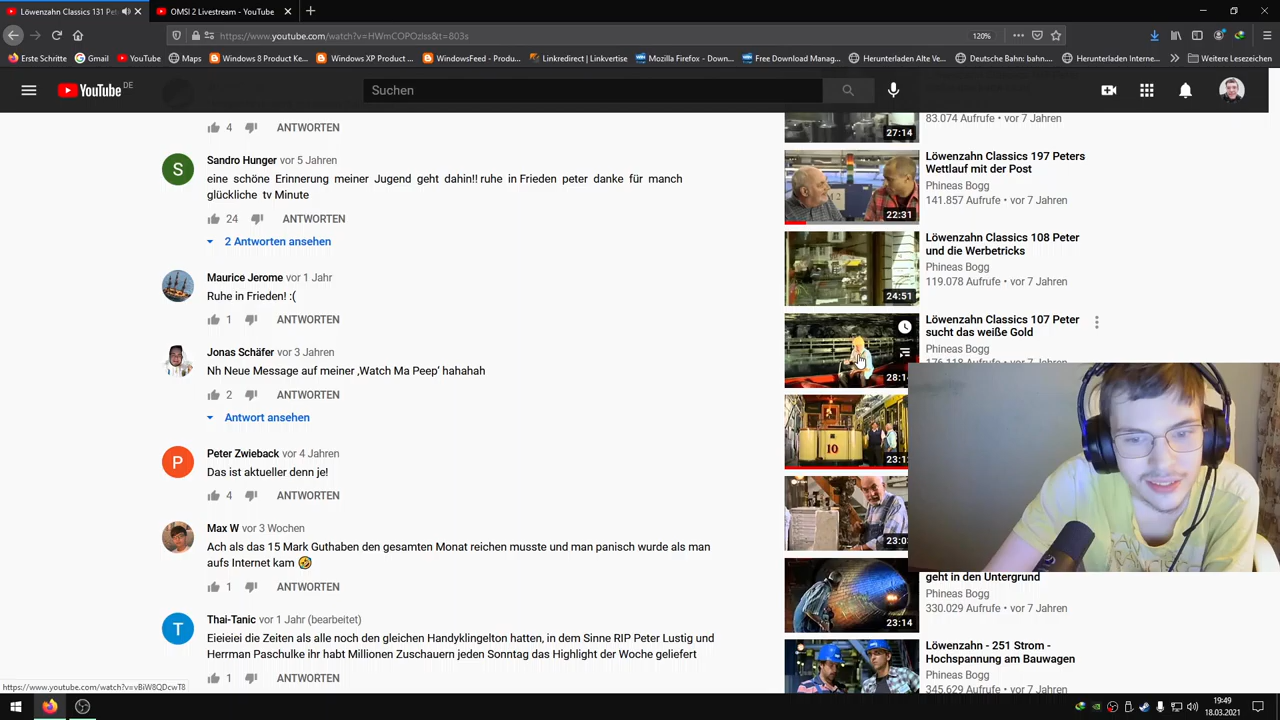 Löwenzahn Classics 131 Pet
OMSI 2 Livestream - YouTube
https://www.youtube.com/watch?v=HWmCOPOzlss&t=803s
120%
Erste Schritte
Gmail
YouTube
Maps
Windows 8 Product Ke...
Windows XP Product ...
WindowsFeed - Produ...
Linkredirect | Linkvertise
Mozilla Firefox - Down...
Free Download Manag...
Herunterladen Alte Ve...
Deutsche Bahn: bahn....
Herunterladen Interne...
Weitere Lesezeichen
YouTube DE
Suchen
4 ANTWORTEN
Sandro Hunger vor 5 Jahren
eine schöne Erinnerung meiner Jugend geht dahin!! ruhe in Frieden peter danke für manch
glückliche tv Minute
24 ANTWORTEN
2 Antworten ansehen
Maurice Jerome vor 1 Jahr
Ruhe in Frieden! :(
1 ANTWORTEN
Jonas Schäfer vor 3 Jahren
Nh Neue Message auf meiner ‚Watch Ma Peep‘ hahahah
2 ANTWORTEN
Antwort ansehen
P
Peter Zwieback vor 4 Jahren
Das ist aktueller denn je!
4 ANTWORTEN
Max W vor 3 Wochen
Ach als das 15 Mark Guthaben den gesamten Monat reichen musste und man panisch wurde als man
aufs Internet kam 🤣
1 ANTWORTEN
T
Thai-Tanic vor 1 Jahr (bearbeitet)
Eieieiei die Zeiten als alle noch den gleichen Handyklingelton hatten, in dem Sinne RIP Peter Lustig und
Herrman Paschulke ihr habt Millionen Zuschauern jeden Sonntag das Highlight der Woche geliefert
1 ANTWORTEN
https://www.youtube.com/watch?v=vBiW8QDcwT8
27:14
83.074 Aufrufe • vor 7 Jahren
S
22:31
Löwenzahn Classics 197 Peters
Wettlauf mit der Post
Phineas Bogg
141.857 Aufrufe • vor 7 Jahren
24:51
Löwenzahn Classics 108 Peter
und die Werbetricks
Phineas Bogg
119.078 Aufrufe • vor 7 Jahren
28:14
Löwenzahn Classics 107 Peter
sucht das weiße Gold
Phineas Bogg
176.118 Aufrufe • vor 7 Jahren
10
23:1
23:0
23:14
geht in den Untergrund
Phineas Bogg
330.029 Aufrufe • vor 7 Jahren
Löwenzahn - 251 Strom -
Hochspannung am Bauwagen
Phineas Bogg
345.629 Aufrufe • vor 7 Jahren
19:49
18.03.2021